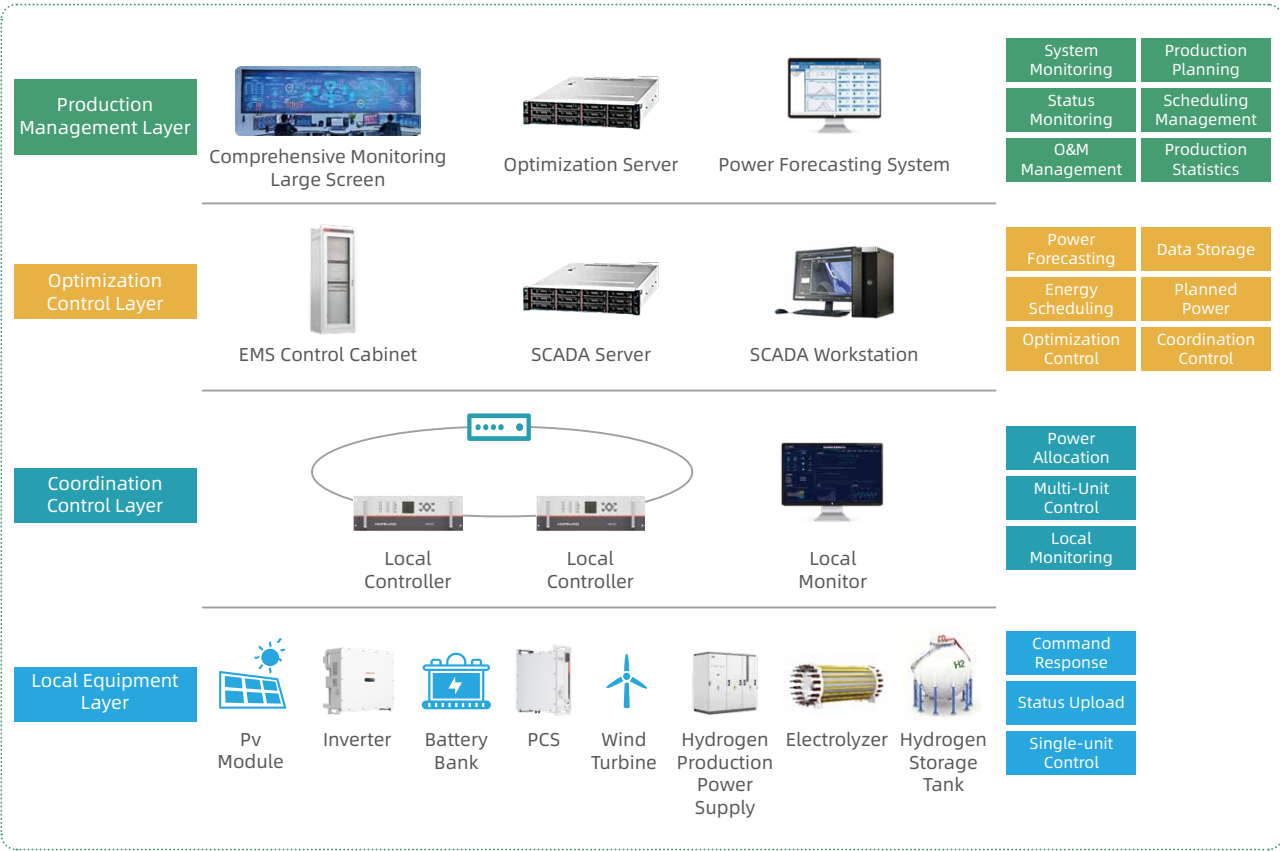 Production
Management Layer
Comprehensive Monitoring
Large Screen
Optimization Server
Power Forecasting System
System
Monitoring
Production
Planning
Status
Monitoring
Scheduling
Management
O&M
Management
Production
Statistics
Optimization
Control Layer
EMS Control Cabinet
SCADA Server
SCADA Workstation
Power
Forecasting
Data Storage
Energy
Scheduling
Planned
Power
Optimization
Control
Coordination
Control
Coordination
Control Layer
Local
Controller
Local
Controller
Local
Monitor
Power
Allocation
Multi-Unit
Control
Local
Monitoring
Local Equipment
Layer
Pv
Module
Inverter
Battery
Bank
PCS
Wind
Turbine
Hydrogen
Production
Power
Supply
Electrolyzer
H2
Hydrogen
Storage
Tank
Command
Response
Status Upload
Single-unit
Control